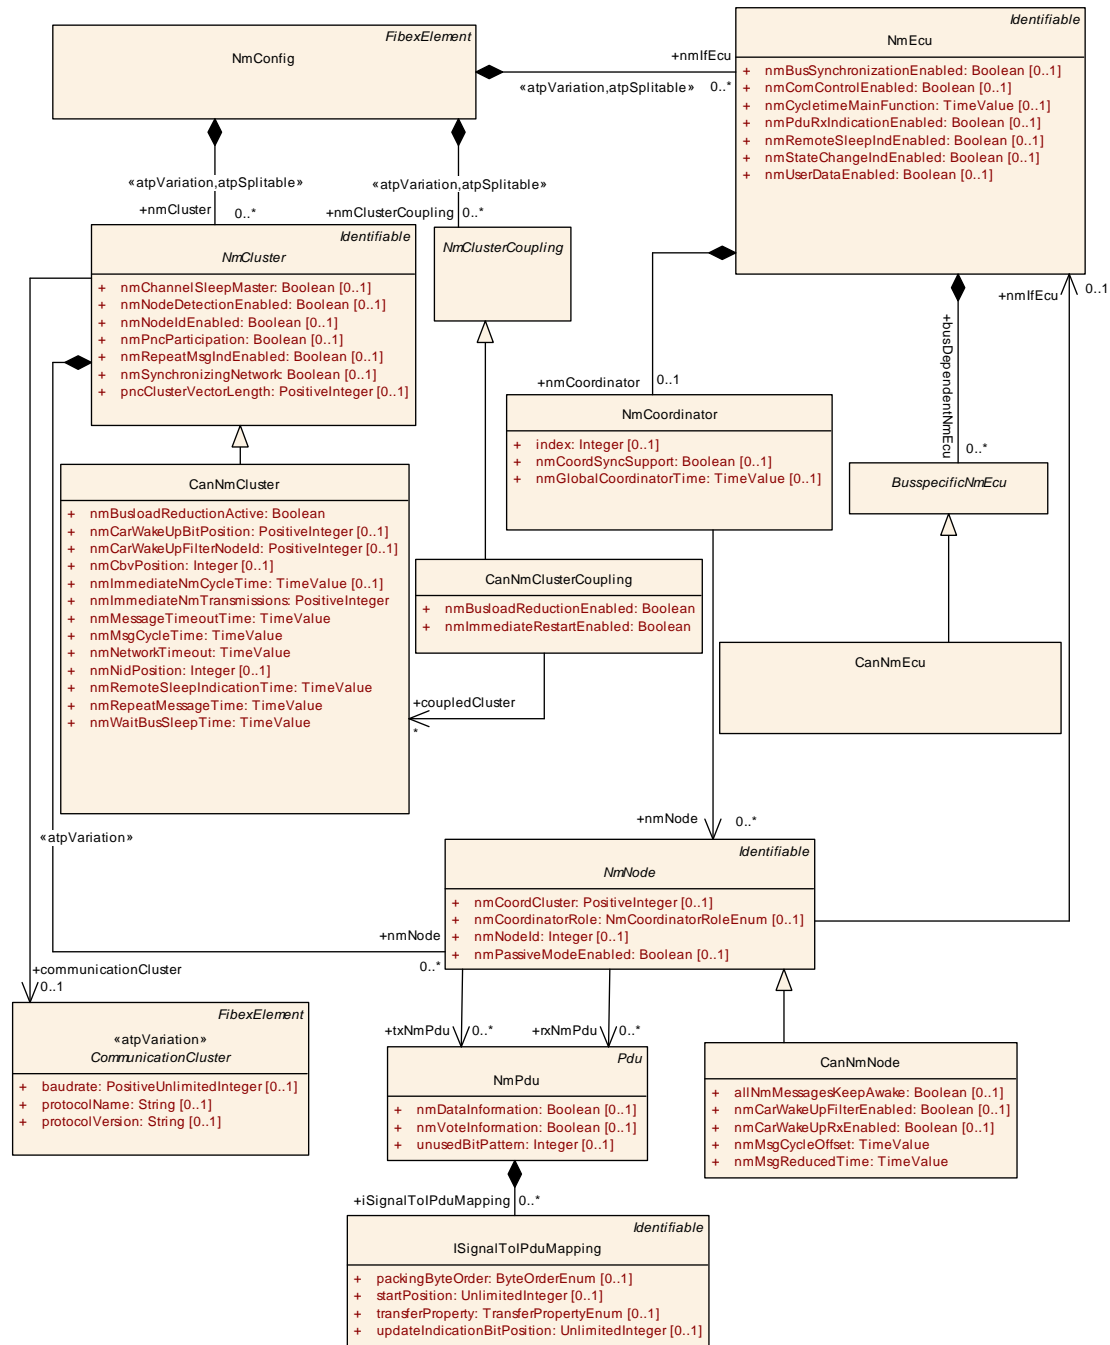 FibexElement
NmConfig
+nmIfEcu
0..*
«atpVariation,atpSplitable»
Identifiable
NmEcu
+ nmBusSynchronizationEnabled: Boolean [0..1]
+ nmComControlEnabled: Boolean [0..1]
+ nmCycletimeMainFunction: TimeValue [0..1]
+ nmPduRxIndicationEnabled: Boolean [0..1]
+ nmRemoteSleepIndEnabled: Boolean [0..1]
+ nmStateChangeIndEnabled: Boolean [0..1]
+ nmUserDataEnabled: Boolean [0..1]
«atpVariation,atpSplitable»
+nmCluster
0..*
«atpVariation,atpSplitable»
+nmClusterCoupling
0..*
Identifiable
NmCluster
+ nmChannelSleepMaster: Boolean [0..1]
+ nmNodeDetectionEnabled: Boolean [0..1]
+ nmNodeIdEnabled: Boolean [0..1]
+ nmPncParticipation: Boolean [0..1]
+ nmRepeatMsgIndEnabled: Boolean [0..1]
+ nmSynchronizingNetwork: Boolean [0..1]
+ pncClusterVectorLength: PositiveInteger [0..1]
NmClusterCoupling
+nmIfEcu
0..1
+busDependentNmEcu
0..*
+nmCoordinator
0..1
NmCoordinator
+ index: Integer [0..1]
+ nmCoordSyncSupport: Boolean [0..1]
+ nmGlobalCoordinatorTime: TimeValue [0..1]
BusspecificNmEcu
CanNmCluster
+ nmBusloadReductionActive: Boolean
+ nmCarWakeUpBitPosition: PositiveInteger [0..1]
+ nmCarWakeUpFilterNodeId: PositiveInteger [0..1]
+ nmCbvPosition: Integer [0..1]
+ nmImmediateNmCycleTime: TimeValue [0..1]
+ nmImmediateNmTransmissions: PositiveInteger
+ nmMessageTimeoutTime: TimeValue
+ nmMsgCycleTime: TimeValue
+ nmNetworkTimeout: TimeValue
+ nmNidPosition: Integer [0..1]
+ nmRemoteSleepIndicationTime: TimeValue
+ nmRepeatMessageTime: TimeValue
+ nmWaitBusSleepTime: TimeValue
CanNmClusterCoupling
+ nmBusloadReductionEnabled: Boolean
+ nmImmediateRestartEnabled: Boolean
CanNmEcu
+coupledCluster
*
«atpVariation»
+nmNode
0..*
Identifiable
NmNode
+ nmCoordCluster: PositiveInteger [0..1]
+ nmCoordinatorRole: NmCoordinatorRoleEnum [0..1]
+ nmNodeId: Integer [0..1]
+ nmPassiveModeEnabled: Boolean [0..1]
+nmNode
0..*
+communicationCluster
0..1
FibexElement
«atpVariation»
CommunicationCluster
+ baudrate: PositiveUnlimitedInteger [0..1]
+ protocolName: String [0..1]
+ protocolVersion: String [0..1]
+txNmPdu
0..*
+rxNmPdu
0..*
Pdu
NmPdu
+ nmDataInformation: Boolean [0..1]
+ nmVoteInformation: Boolean [0..1]
+ unusedBitPattern: Integer [0..1]
CanNmNode
+ allNmMessagesKeepAwake: Boolean [0..1]
+ nmCarWakeUpFilterEnabled: Boolean [0..1]
+ nmCarWakeUpRxEnabled: Boolean [0..1]
+ nmMsgCycleOffset: TimeValue
+ nmMsgReducedTime: TimeValue
+iSignalToIPduMapping
0..*
Identifiable
ISignalToIPduMapping
+ packingByteOrder: ByteOrderEnum [0..1]
+ startPosition: UnlimitedInteger [0..1]
+ transferProperty: TransferPropertyEnum [0..1]
+ updateIndicationBitPosition: UnlimitedInteger [0..1]